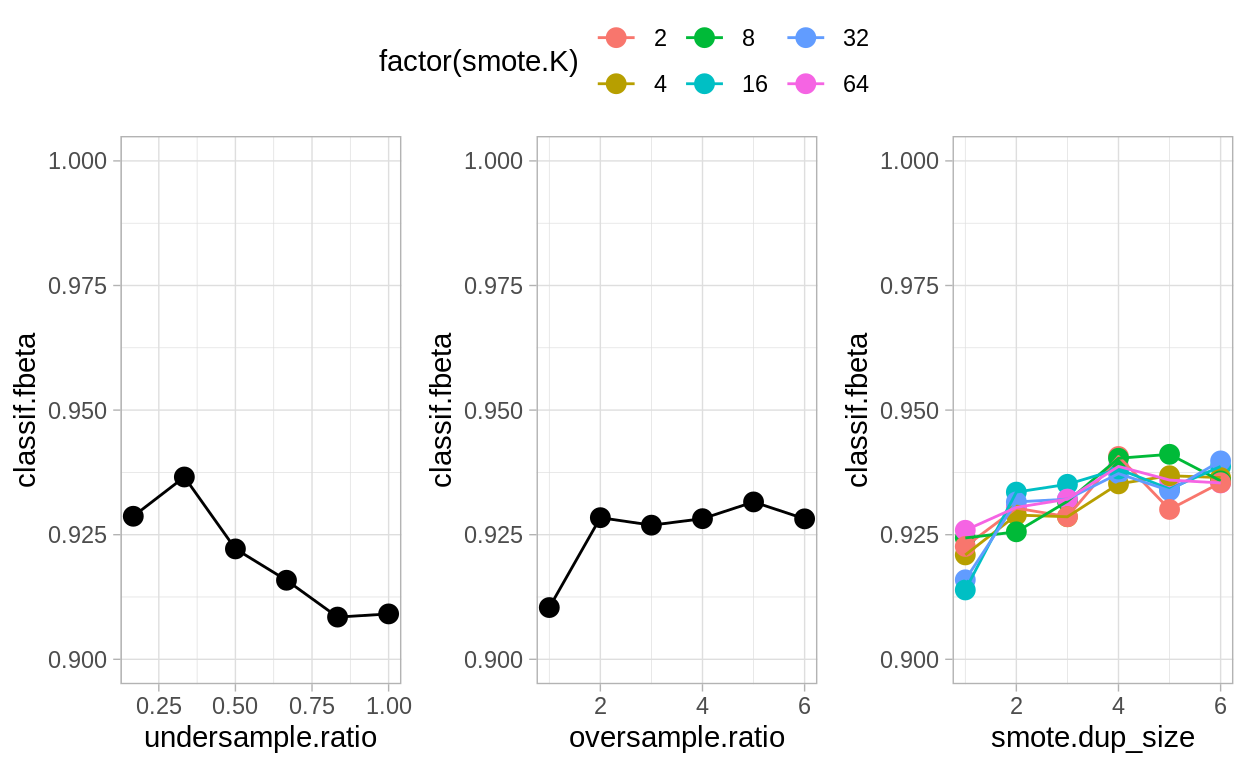 factor(smote.K)
2 8 32
4 16 64
classif.fbeta
1.000
0.975
0.950
0.925
0.900
0.25 0.50 0.75 1.00
undersample.ratio
classif.fbeta
1.000
0.975
0.950
0.925
0.900
2 4 6
oversample.ratio
classif.fbeta
1.000
0.975
0.950
0.925
0.900
2 4 6
smote.dup_size